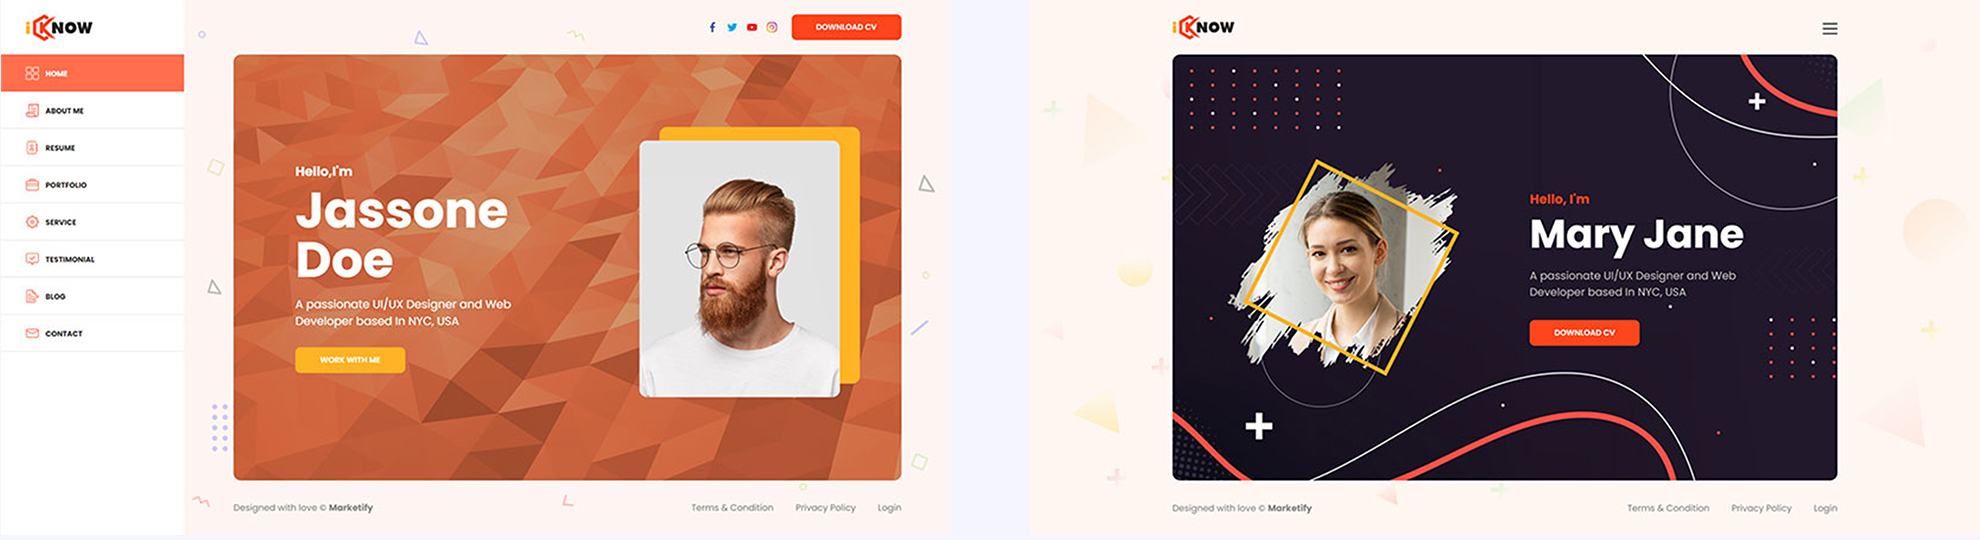 iKNOW
HOME
ABOUT ME
RESUME
PORTFOLIO
SERVICE
TESTIMONIAL
BLOG
CONTACT
DOWNLOAD CV
Hello,I'm
Jassone
Doe
A passionate UI/UX Designer and Web
Developer based In NYC, USA
WORK WITH ME
Designed with love © Marketify
Terms & Condition
Privacy Policy
Login
iKNOW
Hello, I'm
Mary Jane
A passionate UI/UX Designer and Web
Developer based In NYC, USA
DOWNLOAD CV
Designed with love © Marketify
Terms & Condition
Privacy Policy
Login